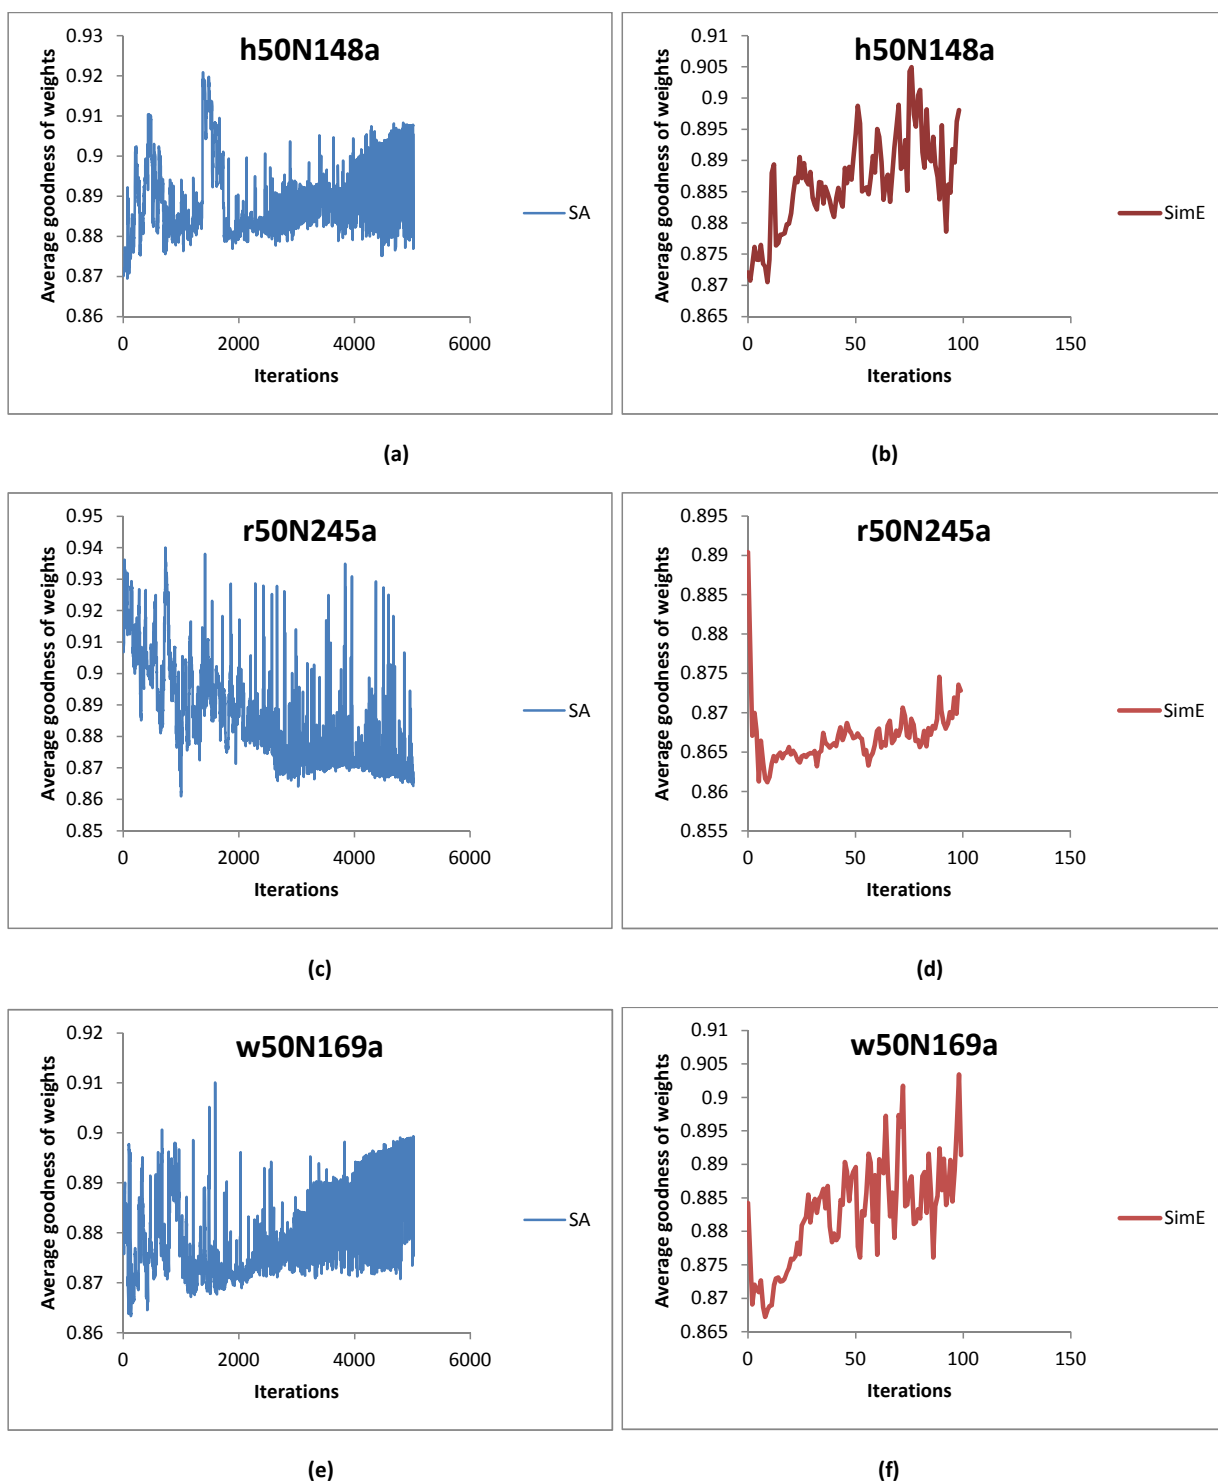 h50N148a
Average goodness of weights
0.93
0.92
0.91
0.9
0.89
0.88
0.87
0.86
0 2000 4000 6000
Iterations
SA
(a)
h50N148a
Average goodness of weights
0.91
0.905
0.9
0.895
0.89
0.885
0.88
0.875
0.87
0.865
0 50 100 150
Iterations
SimE
(b)
r50N245a
Average goodness of weights
0.95
0.94
0.93
0.92
0.91
0.9
0.89
0.88
0.87
0.86
0.85
0 2000 4000 6000
Iterations
SA
(c)
r50N245a
Average goodness of weights
0.895
0.89
0.885
0.88
0.875
0.87
0.865
0.86
0.855
0 50 100 150
Iterations
SimE
(d)
w50N169a
Average goodness of weights
0.92
0.91
0.9
0.89
0.88
0.87
0.86
0 2000 4000 6000
Iterations
SA
(e)
w50N169a
Average goodness of weights
0.91
0.905
0.9
0.895
0.89
0.885
0.88
0.875
0.87
0.865
0 50 100 150
Iterations
SimE
(f)